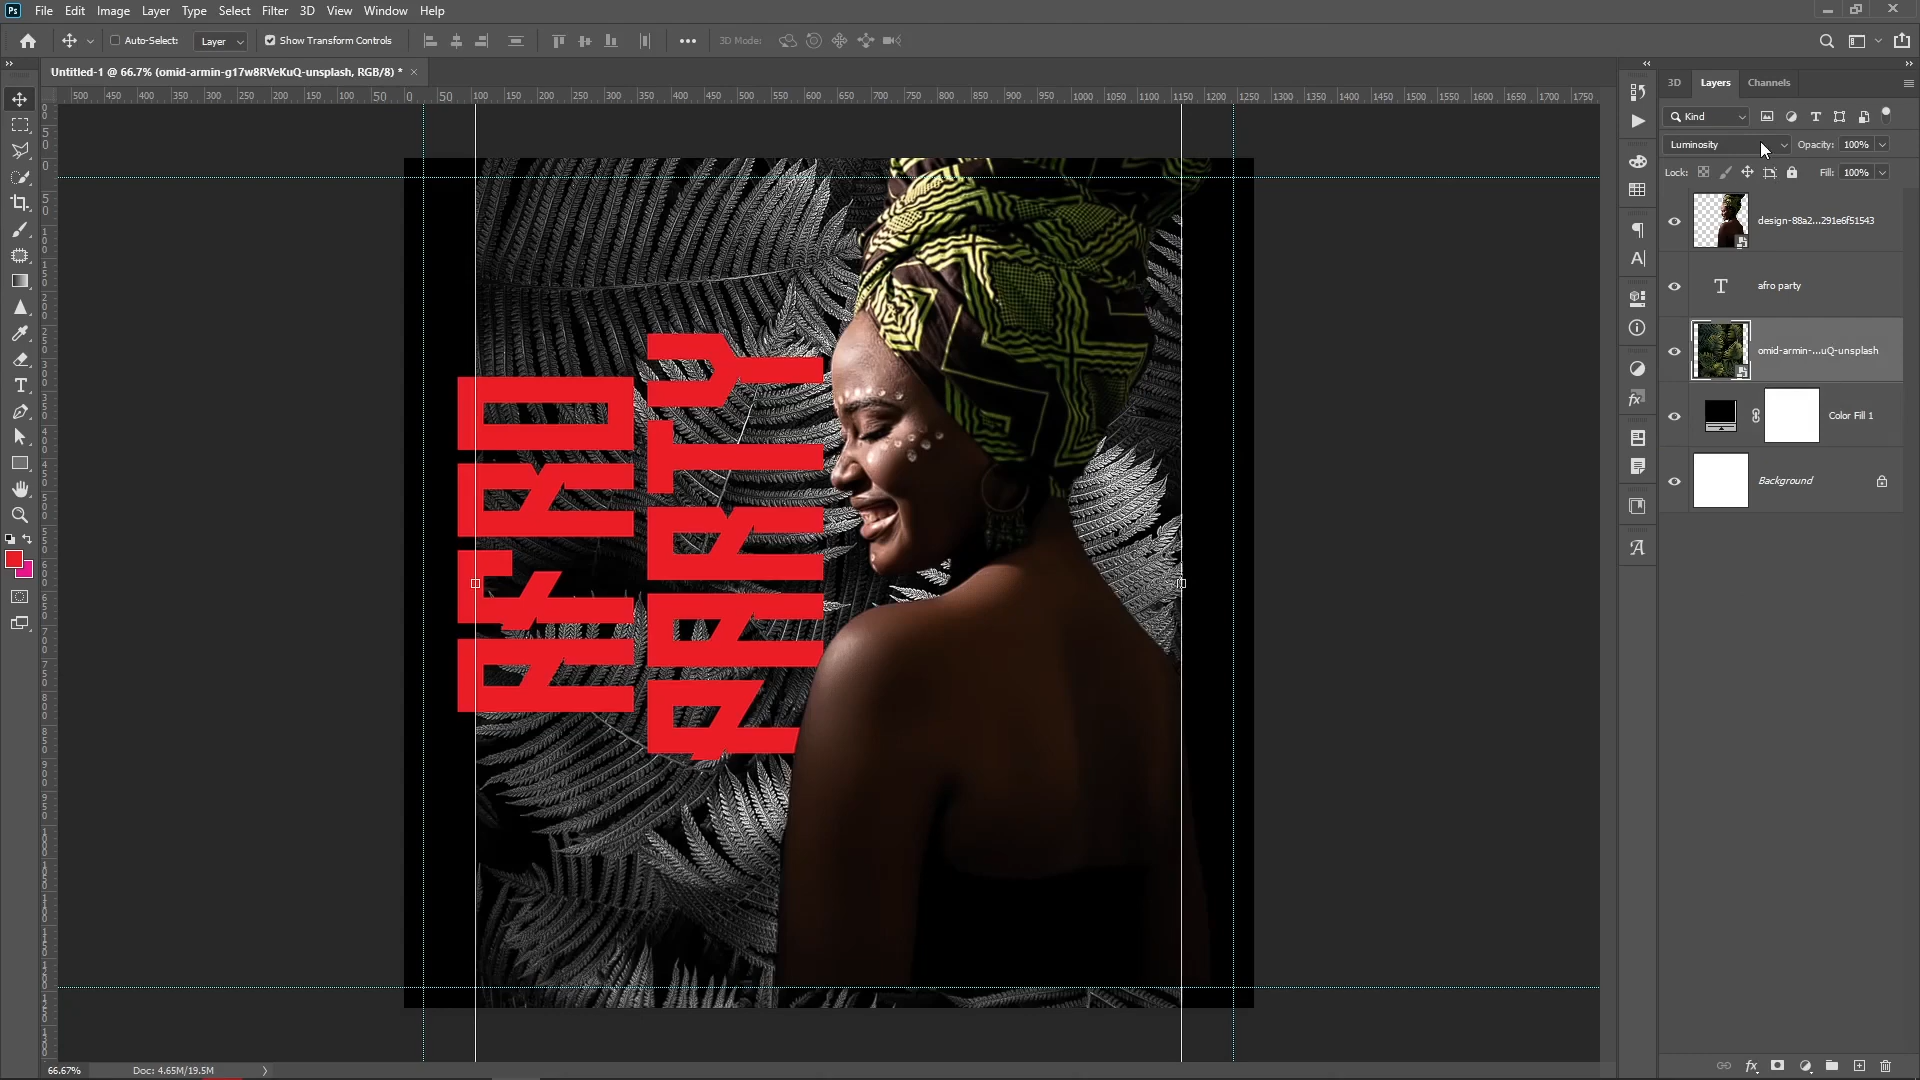 Ps File Edit Image Layer Type Select Filter 3D View Window Help
Auto-Select: Layer Show Transform Controls 3D Mode:
Untitled-1 @ 66.7% (omid-armin-g17w8RVeKuQ-unsplash, RGB/8) * ×
3D Layers Channels
Kind
Luminosity Opacity: 100%
Lock: Fill: 100%
design-88a2...291e6f51543
afro party
omid-armin-...uQ-unsplash
Color Fill 1
Background
AFRO
PARTY
66.67% Doc: 4.65M/19.5M